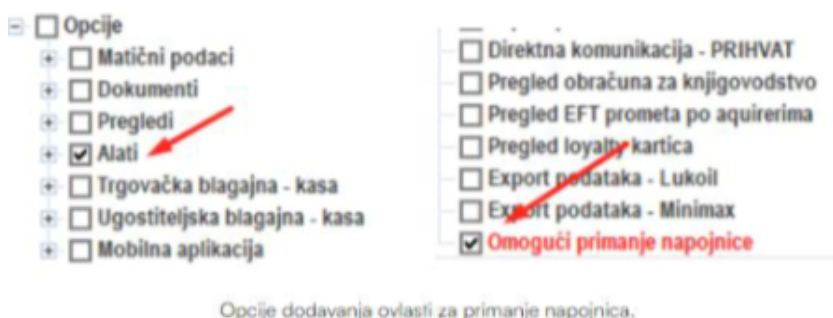 Opcije
Matični podaci
Dokumenti
Pregledi
Alati
Trgovačka blagajna - kasa
Ugostiteljska blagajna - kasa
Mobilna aplikacija
Direktna komunikacija - PRIHVAT
Pregled obračuna za knjigovodstvo
Pregled EFT prometa po aquirerima
Pregled loyalty kartica
Export podataka - Lukoil
Export podataka - Minimax
Omogući primanje napojnice
Opcije dodavanja ovlasti za primanje napojnica.